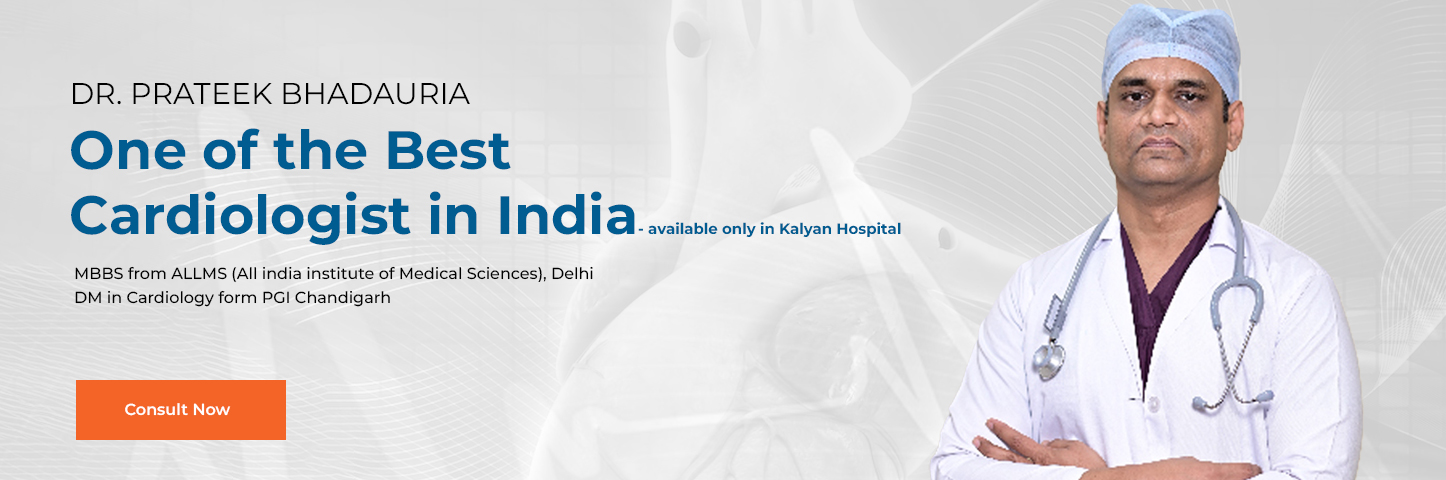 DR. PRATEEK BHADAURIA
One of the Best
Cardiologist in India - available only in Kalyan Hospital
MBBS from ALLMS (All india institute of Medical Sciences), Delhi
DM in Cardiology form PGI Chandigarh
Consult Now